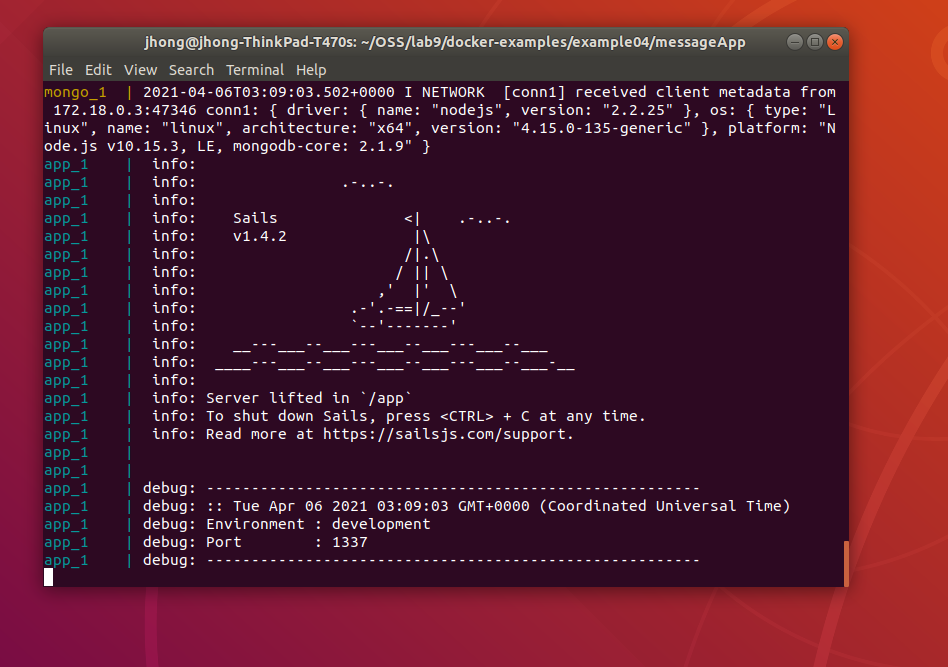 jhong@jhong-ThinkPad-T470s: ~/OSS/lab9/docker-examples/example04/messageApp
File Edit View Search Terminal Help
mongo_1  | 2021-04-06T03:09:03.502+0000 I NETWORK  [conn1] received client metadata from
 172.18.0.3:47346 conn1: { driver: { name: "nodejs", version: "2.2.25" }, os: { type: "L
inux", name: "linux", architecture: "x64", version: "4.15.0-135-generic" }, platform: "N
ode.js v10.15.3, LE, mongodb-core: 2.1.9" }
app_1    |  info:
app_1    |  info:                .-..-.
app_1    |  info:
app_1    |  info:    Sails              <|    .-..-.
app_1    |  info:    v1.4.2              |\
app_1    |  info:                       /|.\
app_1    |  info:                      / || \
app_1    |  info:                    ,'  |'  \
app_1    |  info:                 .-'.-==|/_--'
app_1    |  info:                 `--'-------'
app_1    |  info:    __---___--___---___--___---___--___
app_1    |  info:  ____---___--___---___--___---___--___-__
app_1    |  info:
app_1    |  info: Server lifted in `/app`
app_1    |  info: To shut down Sails, press <CTRL> + C at any time.
app_1    |  info: Read more at https://sailsjs.com/support.
app_1    |
app_1    |
app_1    | debug: -------------------------------------------------------
app_1    | debug: :: Tue Apr 06 2021 03:09:03 GMT+0000 (Coordinated Universal Time)
app_1    | debug: Environment : development
app_1    | debug: Port        : 1337
app_1    | debug: -------------------------------------------------------